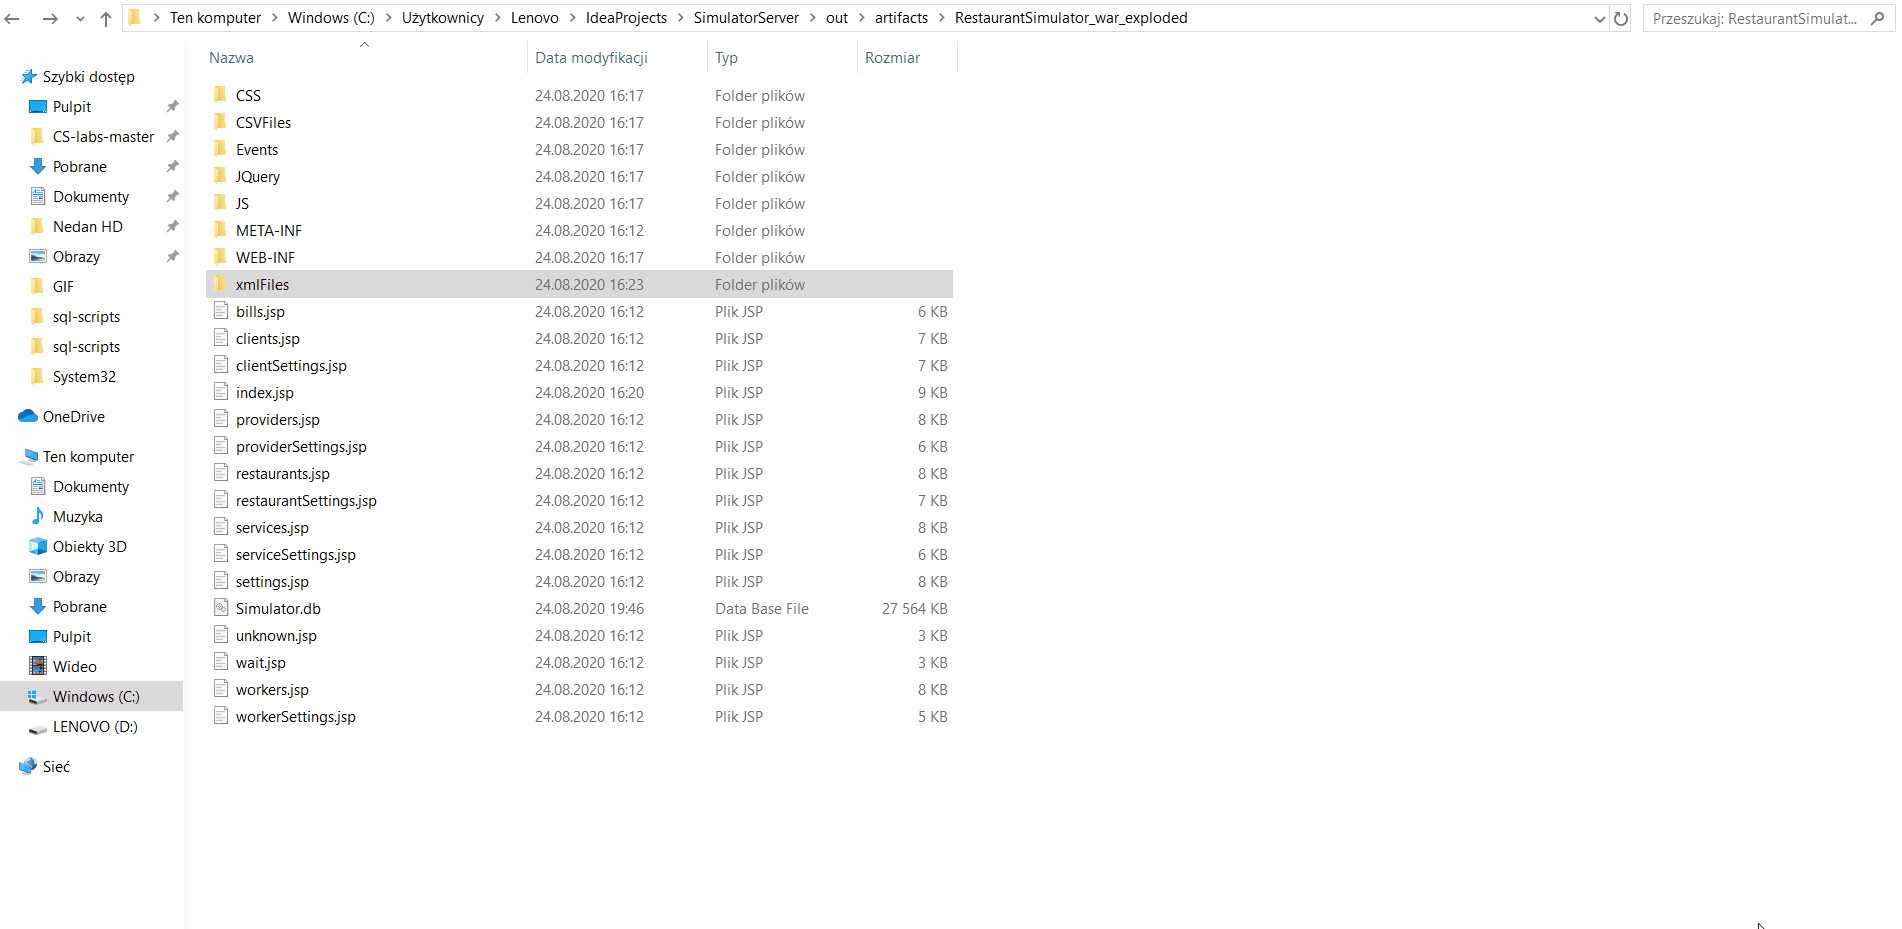 Ten komputer > Windows (C:) > Użytkownicy > Lenovo > IdeaProjects > SimulatorServer > out > artifacts > RestaurantSimulator_war_exploded
Przeszukaj: RestaurantSimulat...
Szybki dostęp
Pulpit
CS-labs-master
Pobrane
Dokumenty
Nedan HD
Obrazy
GIF
sql-scripts
sql-scripts
System32
OneDrive
Ten komputer
Dokumenty
Muzyka
Obiekty 3D
Obrazy
Pobrane
Pulpit
Wideo
Windows (C:)
LENOVO (D:)
Sieć
Nazwa Data modyfikacji Typ Rozmiar
CSS 24.08.2020 16:17 Folder plików
CSVFiles 24.08.2020 16:17 Folder plików
Events 24.08.2020 16:17 Folder plików
JQuery 24.08.2020 16:17 Folder plików
JS 24.08.2020 16:17 Folder plików
META-INF 24.08.2020 16:12 Folder plików
WEB-INF 24.08.2020 16:17 Folder plików
xmlFiles 24.08.2020 16:23 Folder plików
bills.jsp 24.08.2020 16:12 Plik JSP 6 KB
clients.jsp 24.08.2020 16:12 Plik JSP 7 KB
clientSettings.jsp 24.08.2020 16:12 Plik JSP 7 KB
index.jsp 24.08.2020 16:20 Plik JSP 9 KB
providers.jsp 24.08.2020 16:12 Plik JSP 8 KB
providerSettings.jsp 24.08.2020 16:12 Plik JSP 6 KB
restaurants.jsp 24.08.2020 16:12 Plik JSP 8 KB
restaurantSettings.jsp 24.08.2020 16:12 Plik JSP 7 KB
services.jsp 24.08.2020 16:12 Plik JSP 8 KB
serviceSettings.jsp 24.08.2020 16:12 Plik JSP 6 KB
settings.jsp 24.08.2020 16:12 Plik JSP 8 KB
Simulator.db 24.08.2020 19:46 Data Base File 27 564 KB
unknown.jsp 24.08.2020 16:12 Plik JSP 3 KB
wait.jsp 24.08.2020 16:12 Plik JSP 3 KB
workers.jsp 24.08.2020 16:12 Plik JSP 8 KB
workerSettings.jsp 24.08.2020 16:12 Plik JSP 5 KB